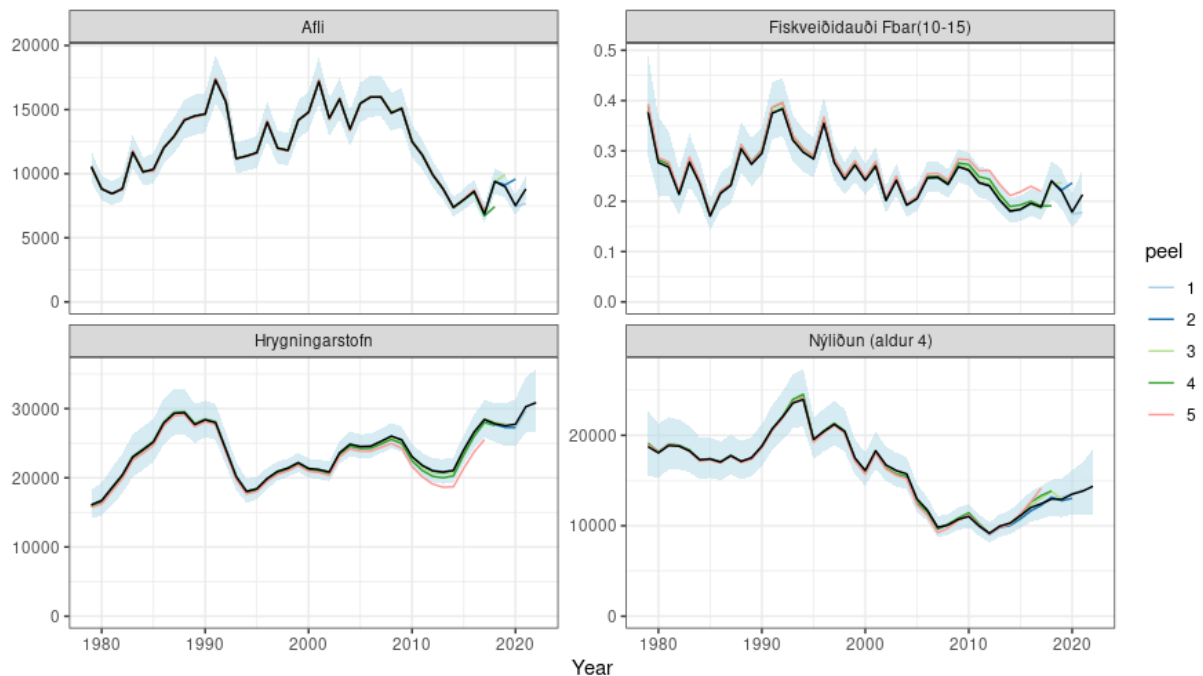 Afli
Fiskveiðidauði Fbar(10-15)
20000
15000
10000
5000
0
0.5
0.4
0.3
0.2
0.1
0.0
Hrygningarstofn
Nýliðun (aldur 4)
30000
20000
10000
0
20000
10000
0
1980 1990 2000 2010 2020
1980 1990 2000 2010 2020
Year
peel
1
2
3
4
5